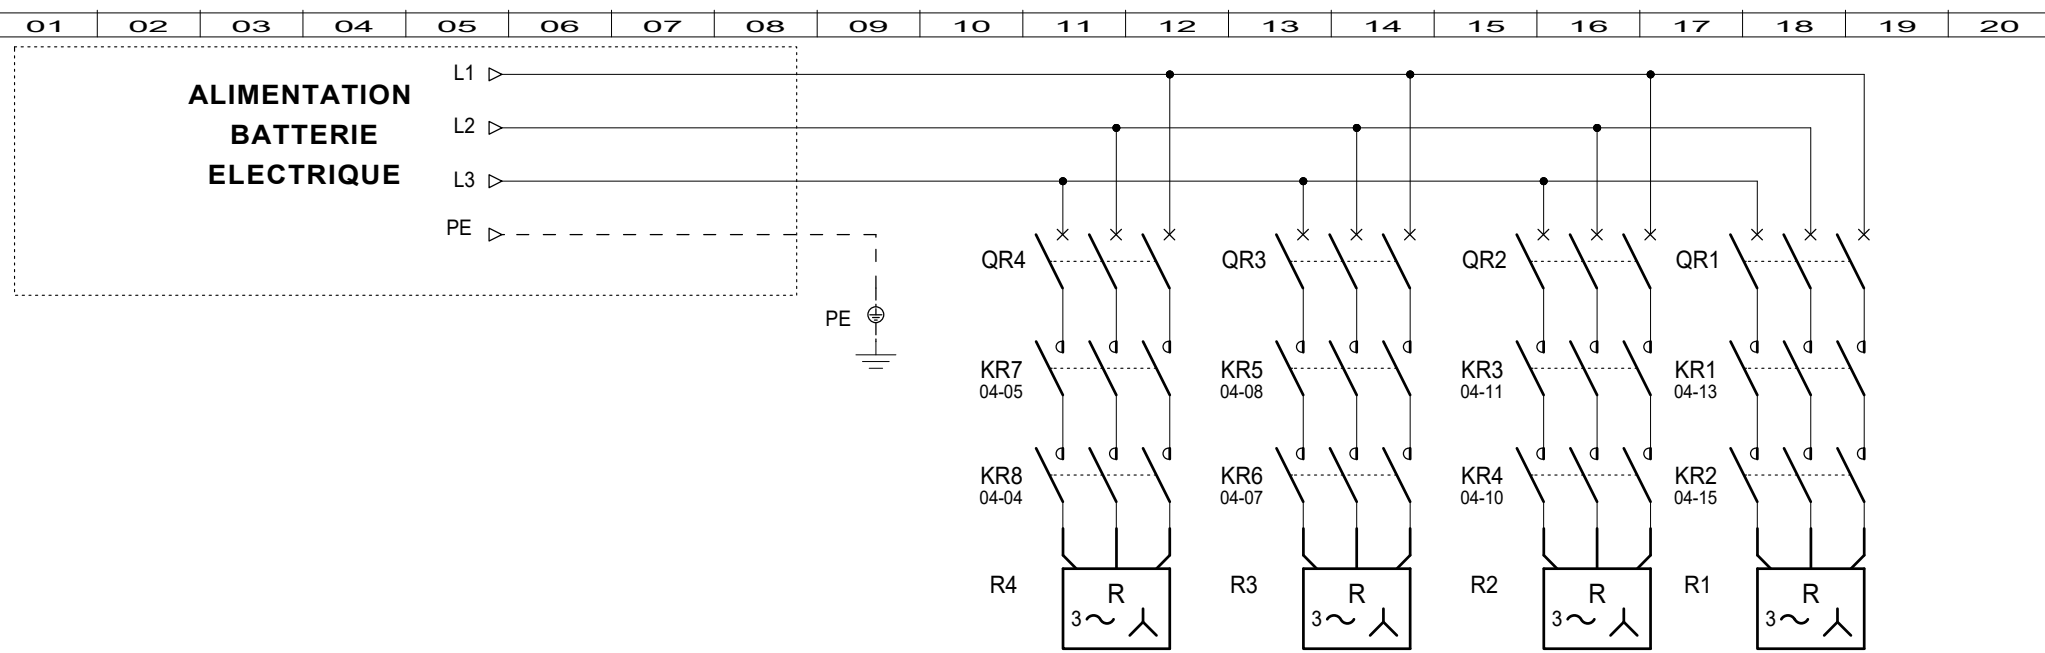 01 02 03 04 05 06 07 08 09 10 11 12 13 14 15 16 17 18 19 20
ALIMENTATION
BATTERIE
ELECTRIQUE
L1
L2
L3
PE
PE
QR4 QR3 QR2 QR1
KR7 KR5 KR3 KR1
04-05 04-08 04-11 04-13
KR8 KR6 KR4 KR2
04-04 04-07 04-10 04-15
R4 R R3 R R2 R R1 R
3 3 3 3